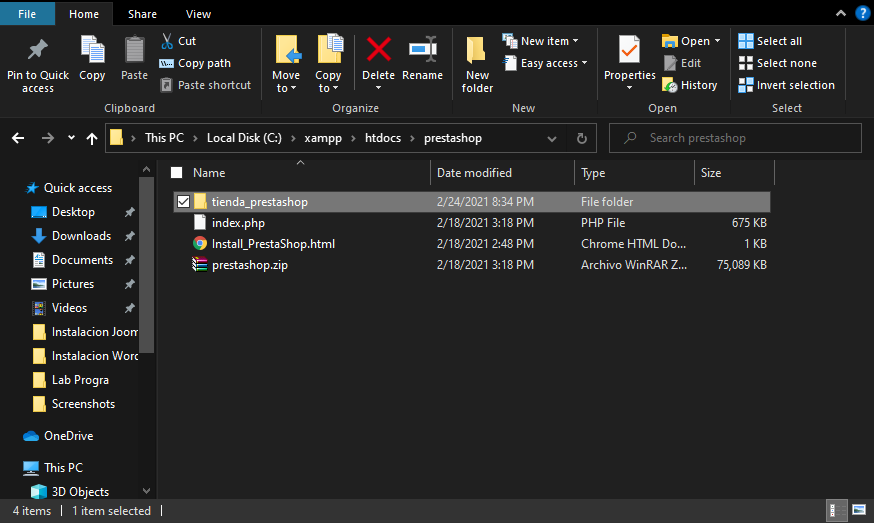 File Home Share View
Pin to Quick access
Copy
Paste
Cut
Copy path
Paste shortcut
Clipboard
Move to
Copy to
Delete
Rename
Organize
New folder
New item
Easy access
New
Properties
Open
Edit
History
Open
Select all
Select none
Invert selection
Select
This PC > Local Disk (C:) > xampp > htdocs > prestashop
Search prestashop
Name Date modified Type Size
tienda_prestashop 2/24/2021 8:34 PM File folder
index.php 2/18/2021 3:18 PM PHP File 675 KB
Install_PrestaShop.html 2/18/2021 2:48 PM Chrome HTML Do... 1 KB
prestashop.zip 2/18/2021 3:18 PM Archivo WinRAR Z... 75,089 KB
Quick access
Desktop
Downloads
Documents
Pictures
Videos
Instalacion Joom
Instalacion Word
Lab Progra
Screenshots
OneDrive
This PC
3D Objects
4 items 1 item selected